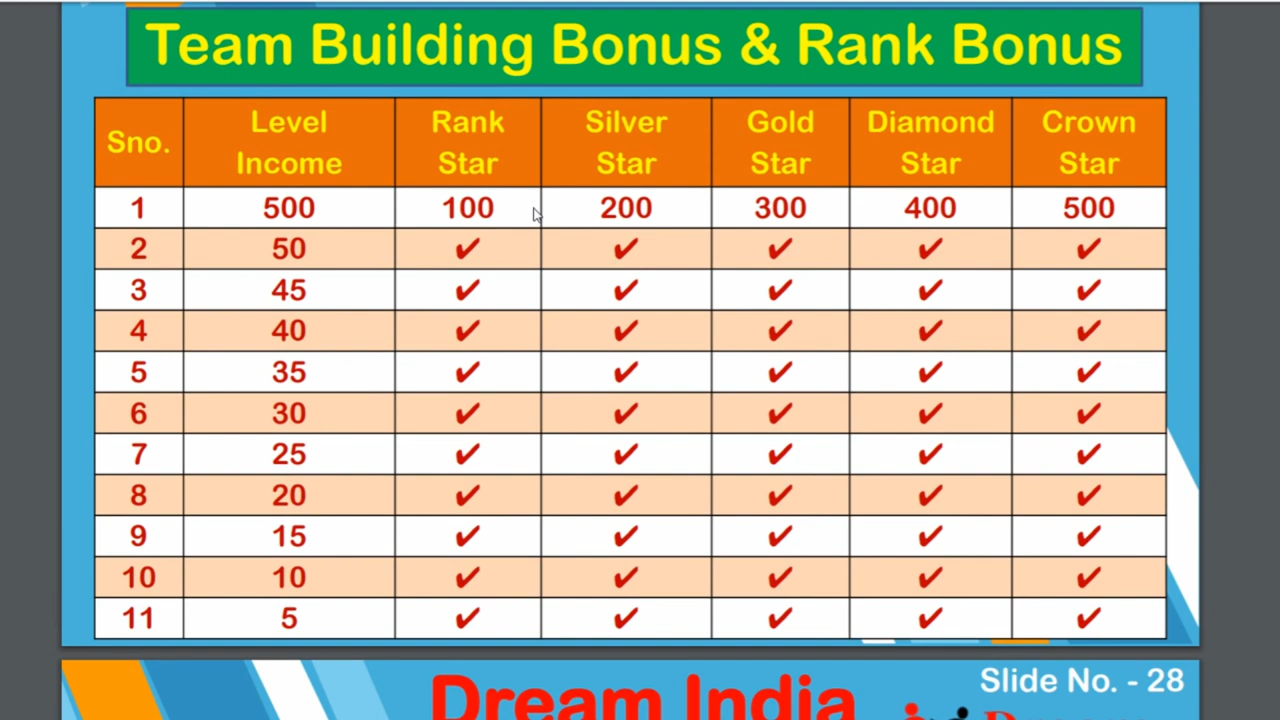 Team Building Bonus & Rank Bonus
Sno. Level Income Rank Star Silver Star Gold Star Diamond Star Crown Star
1 500 100 200 300 400 500
2 50 ✔ ✔ ✔ ✔ ✔
3 45 ✔ ✔ ✔ ✔ ✔
4 40 ✔ ✔ ✔ ✔ ✔
5 35 ✔ ✔ ✔ ✔ ✔
6 30 ✔ ✔ ✔ ✔ ✔
7 25 ✔ ✔ ✔ ✔ ✔
8 20 ✔ ✔ ✔ ✔ ✔
9 15 ✔ ✔ ✔ ✔ ✔
10 10 ✔ ✔ ✔ ✔ ✔
11 5 ✔ ✔ ✔ ✔ ✔
Slide No. - 28
Dream India